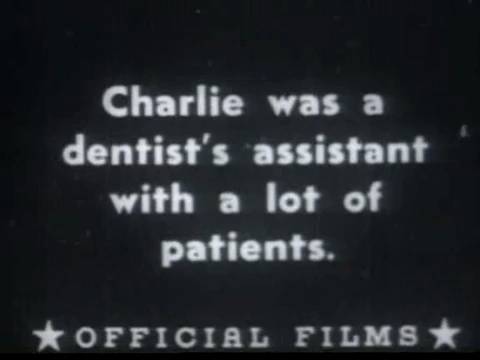 Charlie was a
dentist's assistant
with a lot of
patients.
★ OFFICIAL FILMS ★